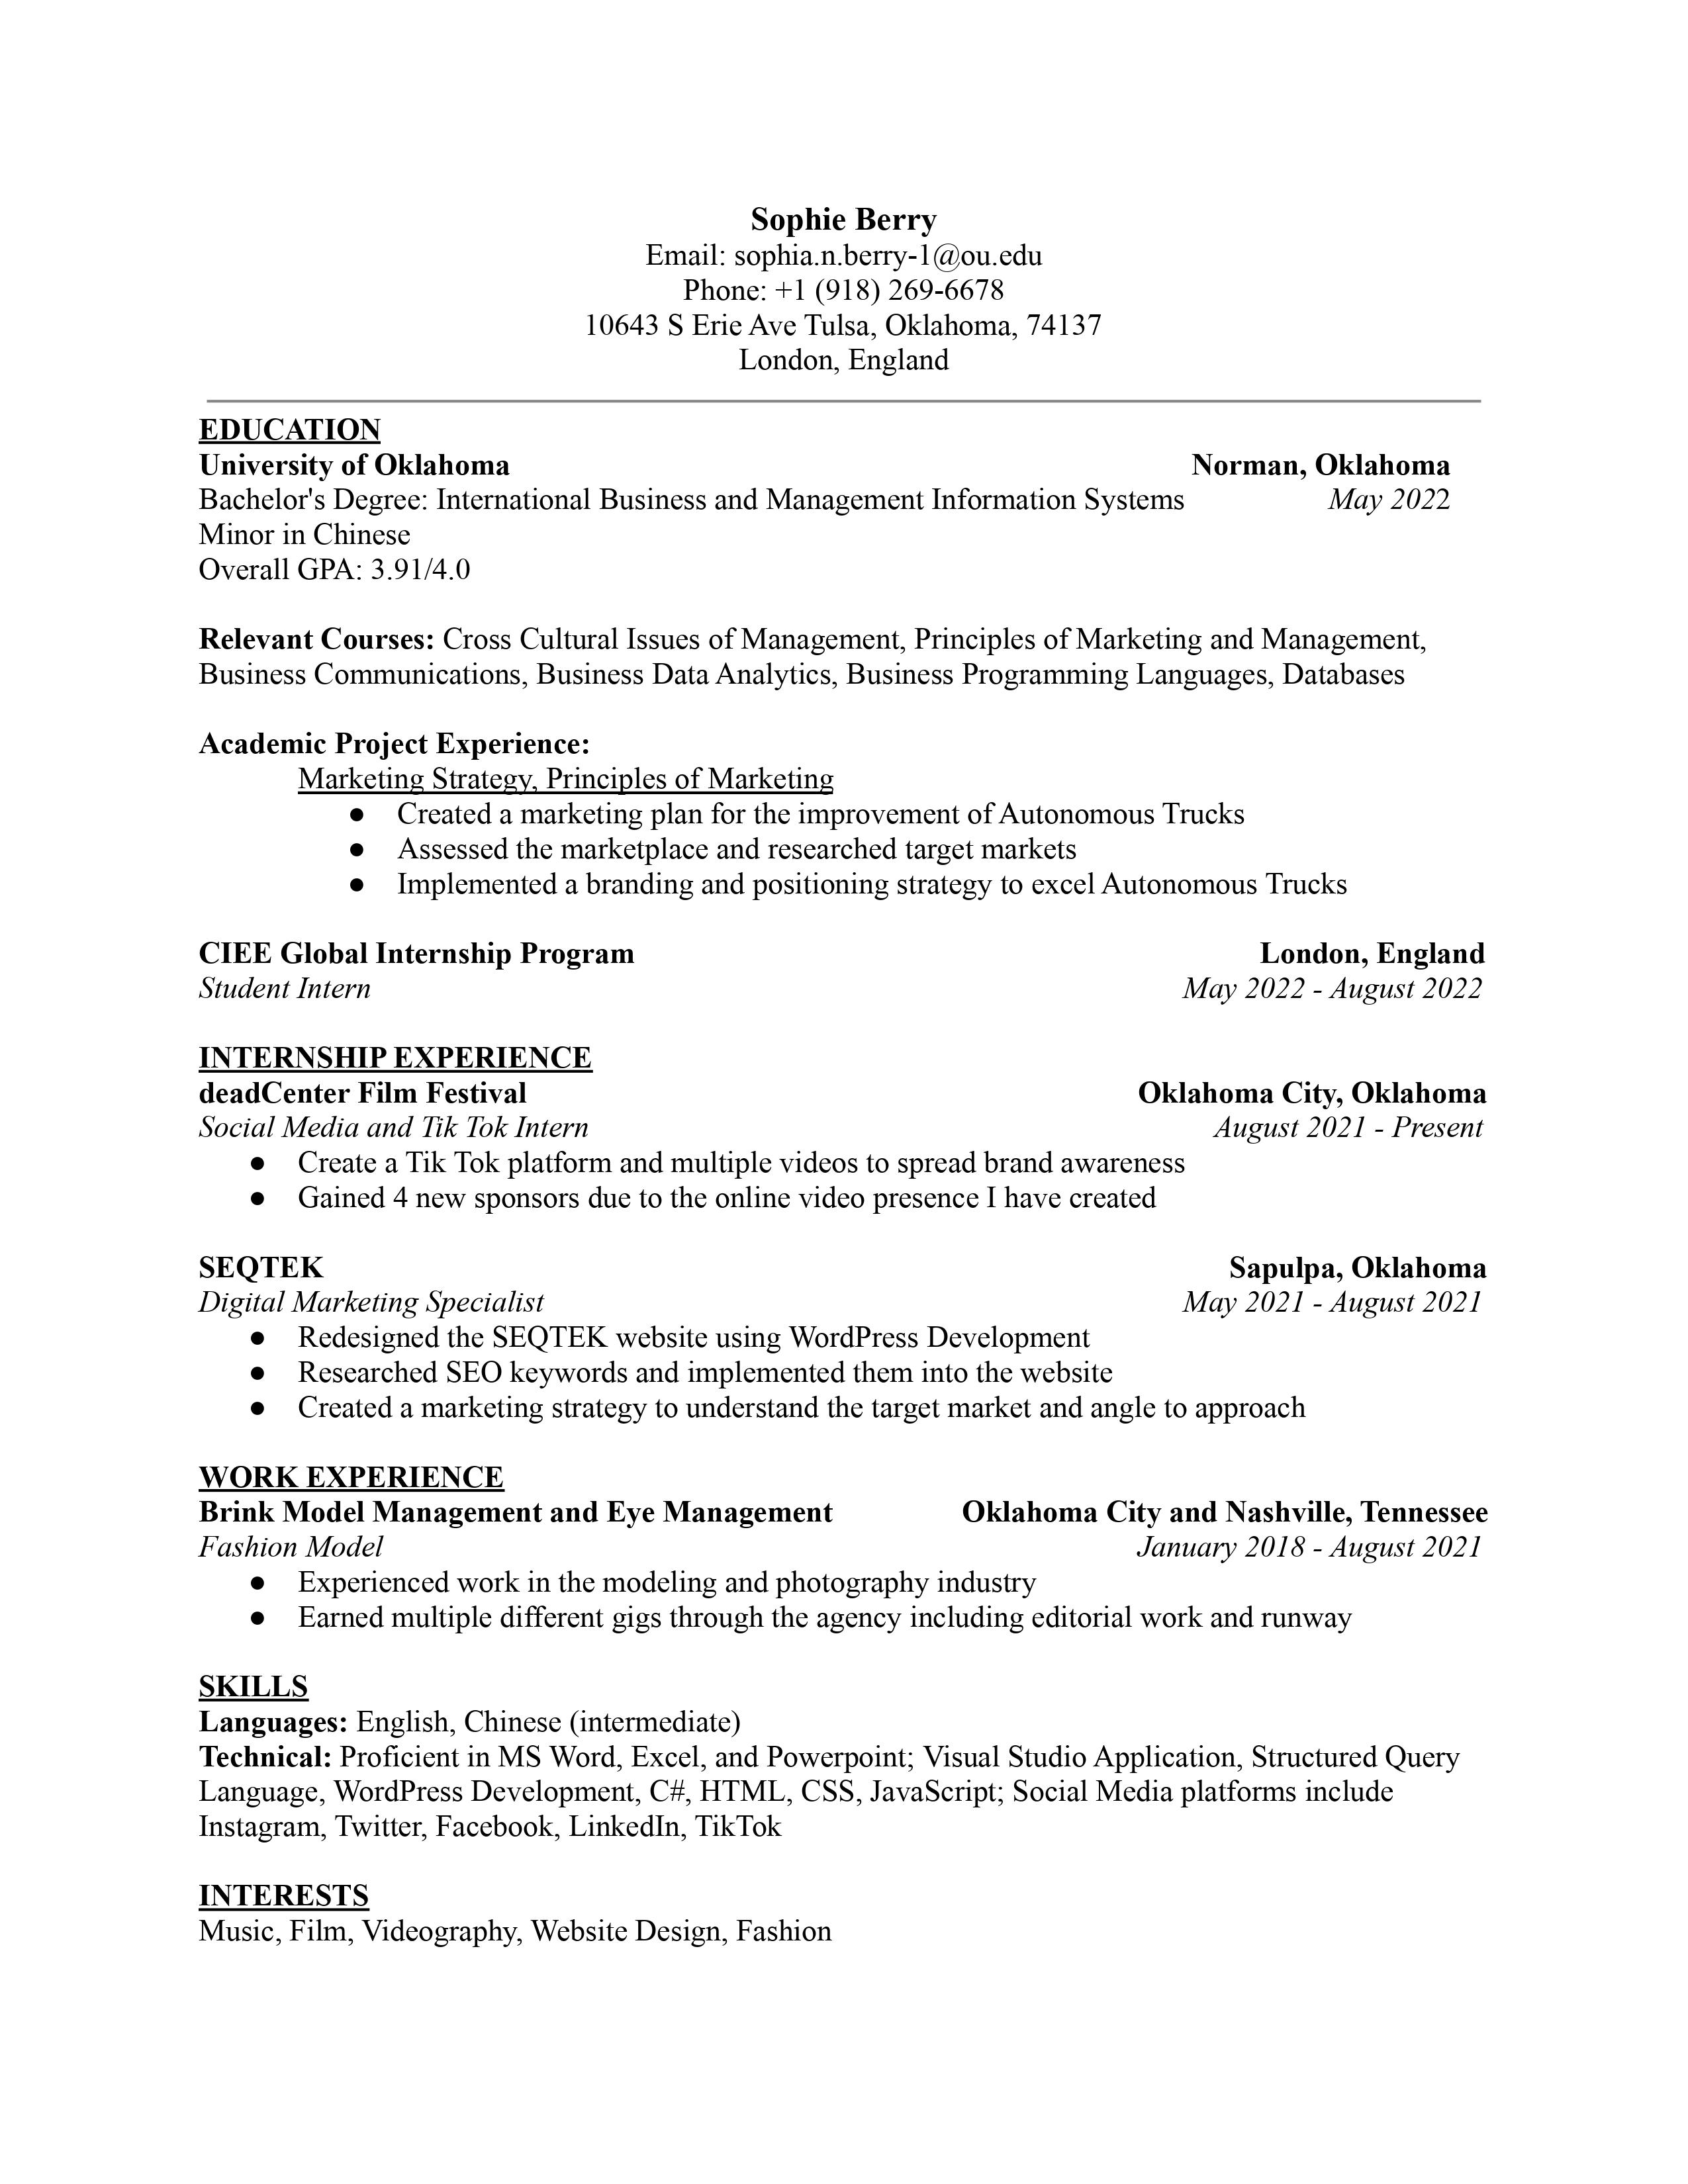 Sophie Berry
Email: sophia.n.berry-1@ou.edu
Phone: +1 (918) 269-6678
10643 S Erie Ave Tulsa, Oklahoma, 74137
London, England
EDUCATION
University of Oklahoma Norman, Oklahoma
Bachelor's Degree: International Business and Management Information Systems May 2022
Minor in Chinese
Overall GPA: 3.91/4.0
Relevant Courses: Cross Cultural Issues of Management, Principles of Marketing and Management,
Business Communications, Business Data Analytics, Business Programming Languages, Databases
Academic Project Experience:
Marketing Strategy, Principles of Marketing
● Created a marketing plan for the improvement of Autonomous Trucks
● Assessed the marketplace and researched target markets
● Implemented a branding and positioning strategy to excel Autonomous Trucks
CIEE Global Internship Program London, England
Student Intern May 2022 - August 2022
INTERNSHIP EXPERIENCE
deadCenter Film Festival Oklahoma City, Oklahoma
Social Media and Tik Tok Intern August 2021 - Present
● Create a Tik Tok platform and multiple videos to spread brand awareness
● Gained 4 new sponsors due to the online video presence I have created
SEQTEK Sapulpa, Oklahoma
Digital Marketing Specialist May 2021 - August 2021
● Redesigned the SEQTEK website using WordPress Development
● Researched SEO keywords and implemented them into the website
● Created a marketing strategy to understand the target market and angle to approach
WORK EXPERIENCE
Brink Model Management and Eye Management Oklahoma City and Nashville, Tennessee
Fashion Model January 2018 - August 2021
● Experienced work in the modeling and photography industry
● Earned multiple different gigs through the agency including editorial work and runway
SKILLS
Languages: English, Chinese (intermediate)
Technical: Proficient in MS Word, Excel, and Powerpoint; Visual Studio Application, Structured Query
Language, WordPress Development, C#, HTML, CSS, JavaScript; Social Media platforms include
Instagram, Twitter, Facebook, LinkedIn, TikTok
INTERESTS
Music, Film, Videography, Website Design, Fashion